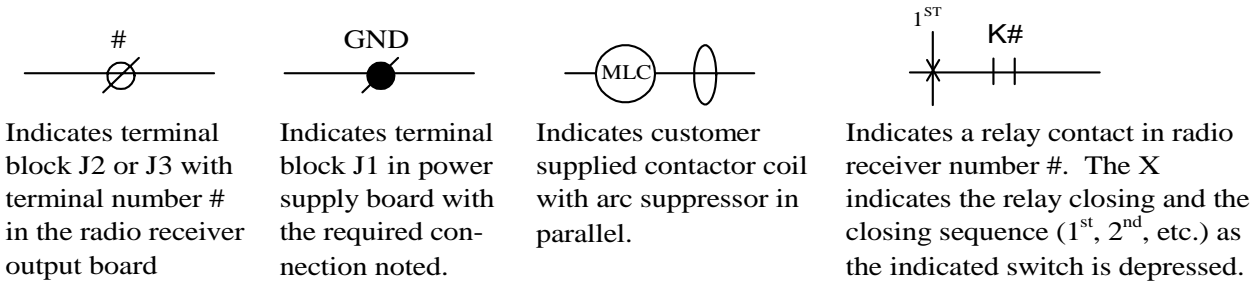 #
Indicates terminal
block J2 or J3 with
terminal number #
in the radio receiver
output board
GND
Indicates terminal
block J1 in power
supply board with
the required con-
nection noted.
MLC
Indicates customer
supplied contactor coil
with arc suppressor in
parallel.
1ST
K#
Indicates a relay contact in radio
receiver number #. The X
indicates the relay closing and the
closing sequence (1st, 2nd, etc.) as
the indicated switch is depressed.